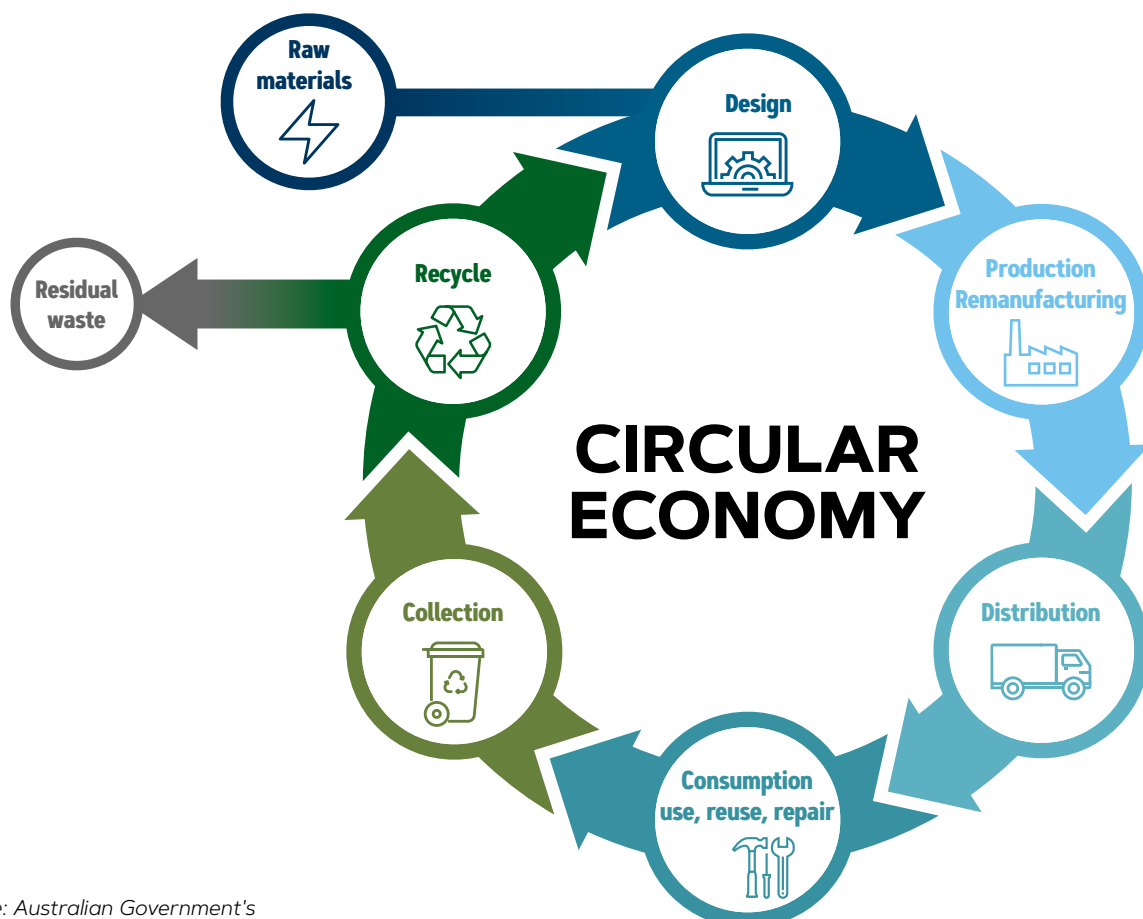 Raw
materials
Design
Production
Remanufacturing
Recycle
Residual
waste
CIRCULAR
ECONOMY
Distribution
Collection
Consumption
use, reuse, repair
: Australian Government's